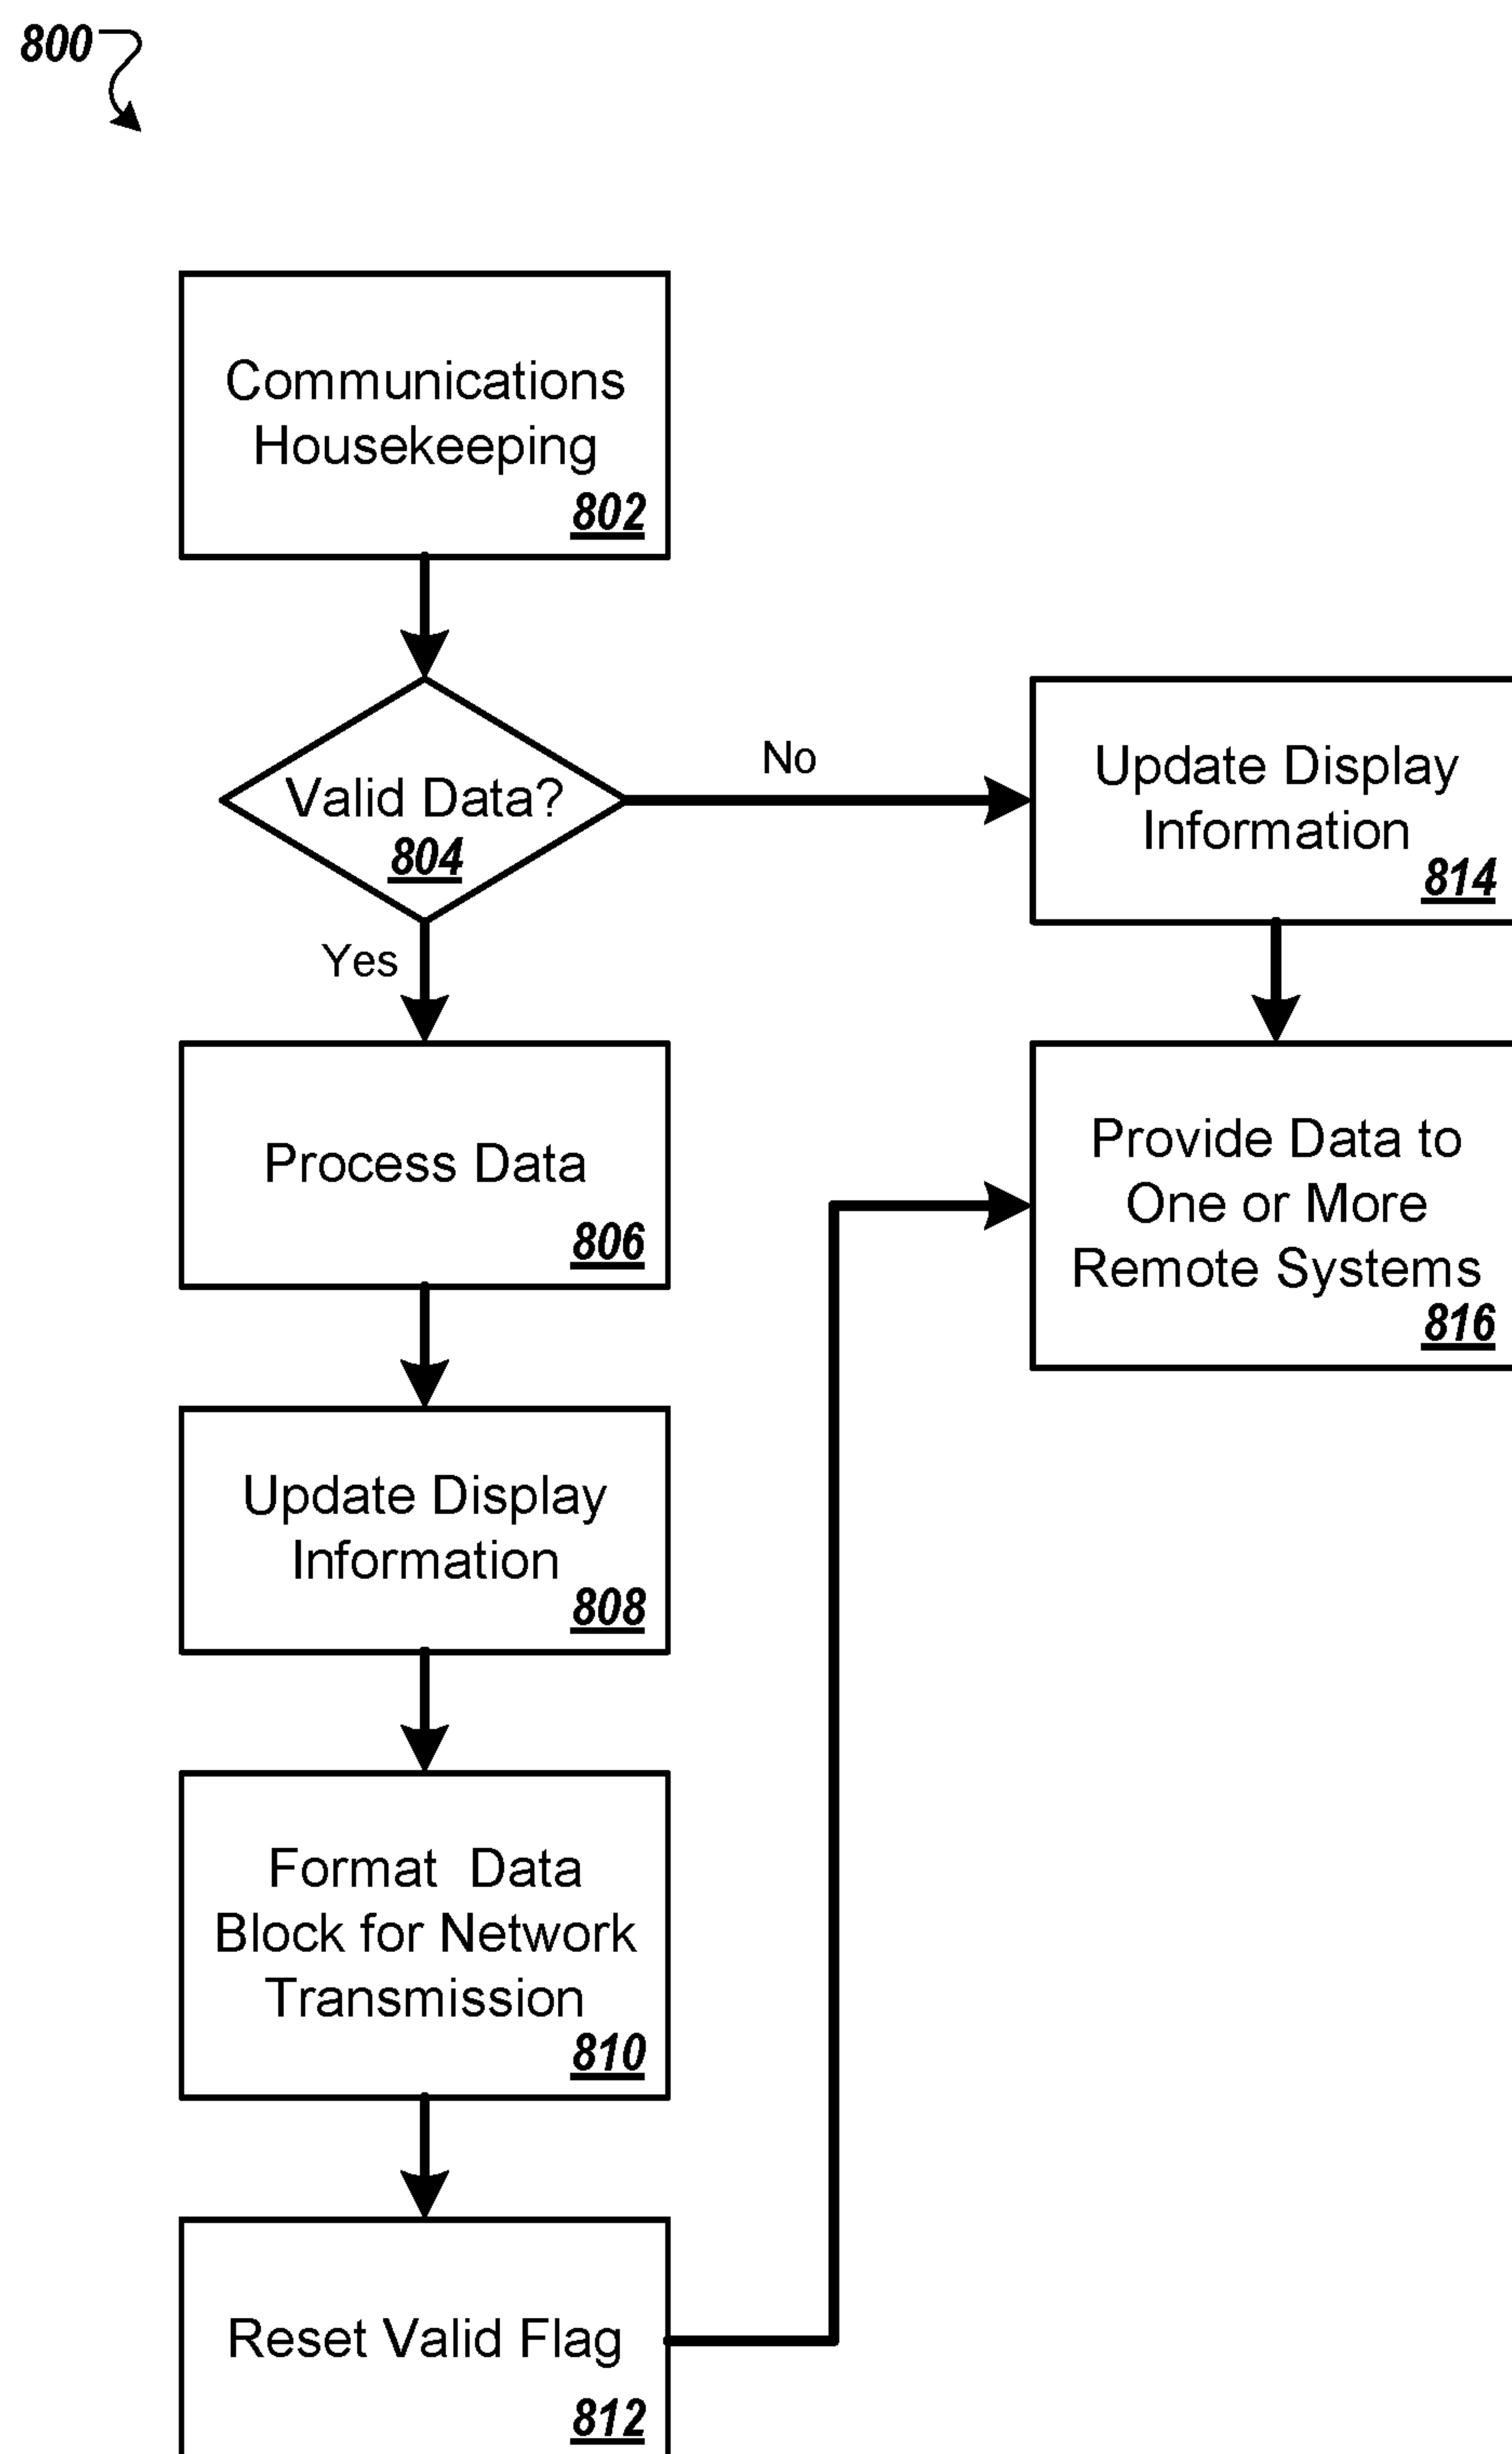 800
Communications
Housekeeping
802
Valid Data?
804
No
Yes
Update Display
Information
814
Process Data
806
Provide Data to
One or More
Remote Systems
816
Update Display
Information
808
Format Data
Block for Network
Transmission
810
Reset Valid Flag
812